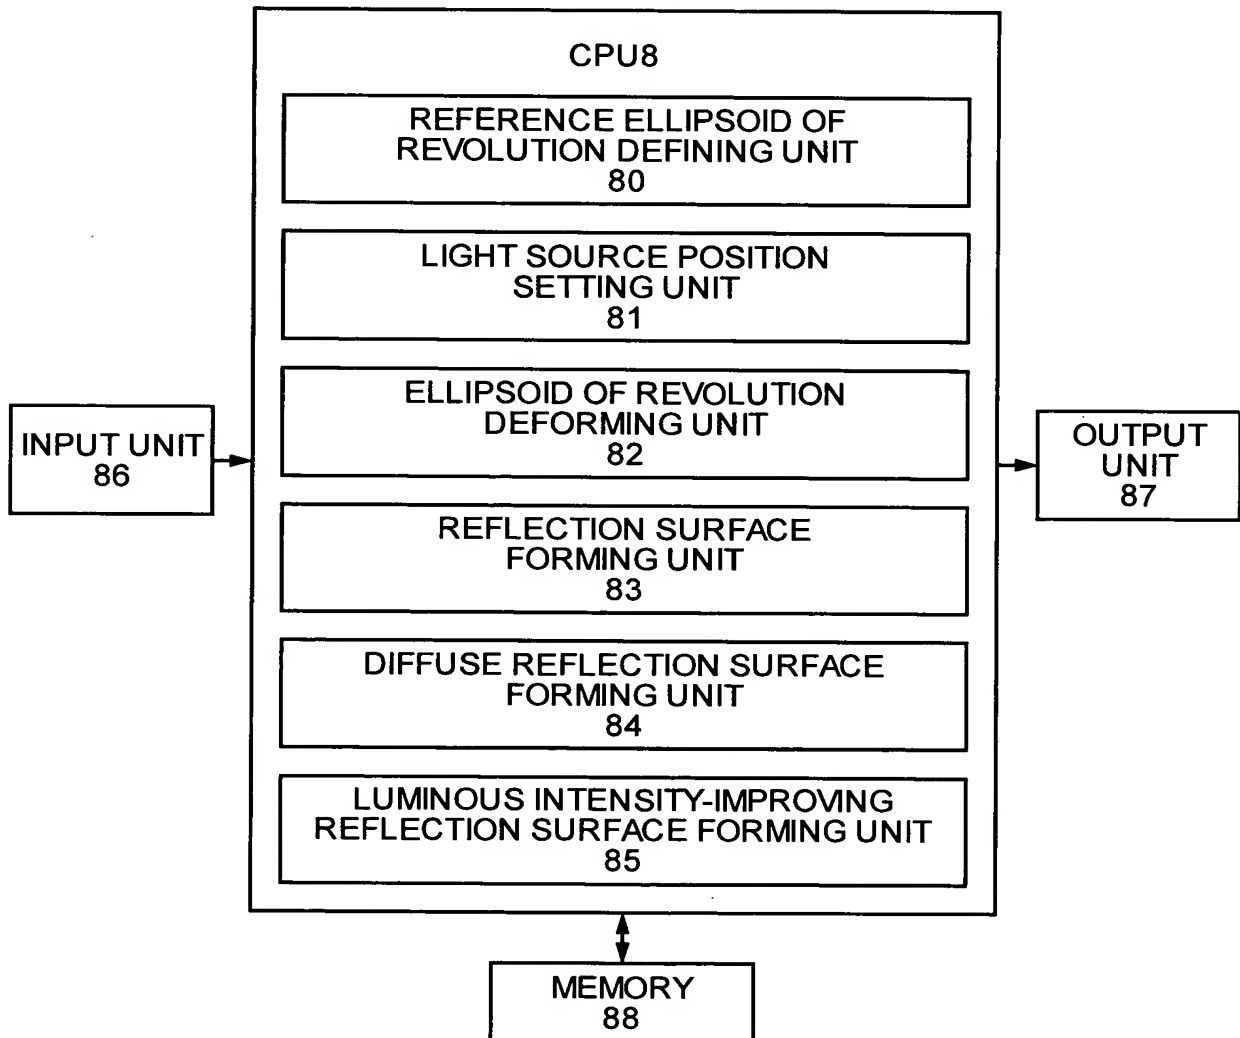 CPU8
REFERENCE ELLIPSOID OF
REVOLUTION DEFINING UNIT
80
LIGHT SOURCE POSITION
SETTING UNIT
81
ELLIPSOID OF REVOLUTION
DEFORMING UNIT
82
INPUT UNIT
86
OUTPUT
UNIT
87
REFLECTION SURFACE
FORMING UNIT
83
DIFFUSE REFLECTION SURFACE
FORMING UNIT
84
LUMINOUS INTENSITY-IMPROVING
REFLECTION SURFACE FORMING UNIT
85
MEMORY
88